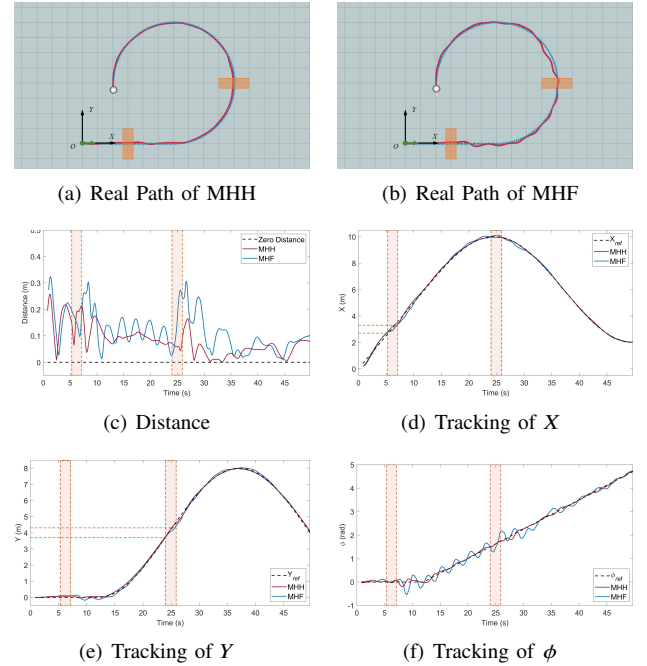 Y
O
X
Y
O
X
(a) Real Path of MHH
(b) Real Path of MHF
0.5
0.4
0.3
0.2
0.1
0
Distance (m)
Zero Distance
MHH
MHF
0 5 10 15 20 25 30 35 40 45
Time (s)
10
8
6
4
2
0
X (m)
X_ref
MHH
MHF
0 5 10 15 20 25 30 35 40 45
Time (s)
(c) Distance
(d) Tracking of X
8
7
6
5
4
3
2
1
0
Y (m)
Y_ref
MHH
MHF
0 5 10 15 20 25 30 35 40 45
Time (s)
5
4
3
2
1
0
-1
ϕ (rad)
ϕ_ref
MHH
MHF
0 5 10 15 20 25 30 35 40 45
Time (s)
(e) Tracking of Y
(f) Tracking of ϕ